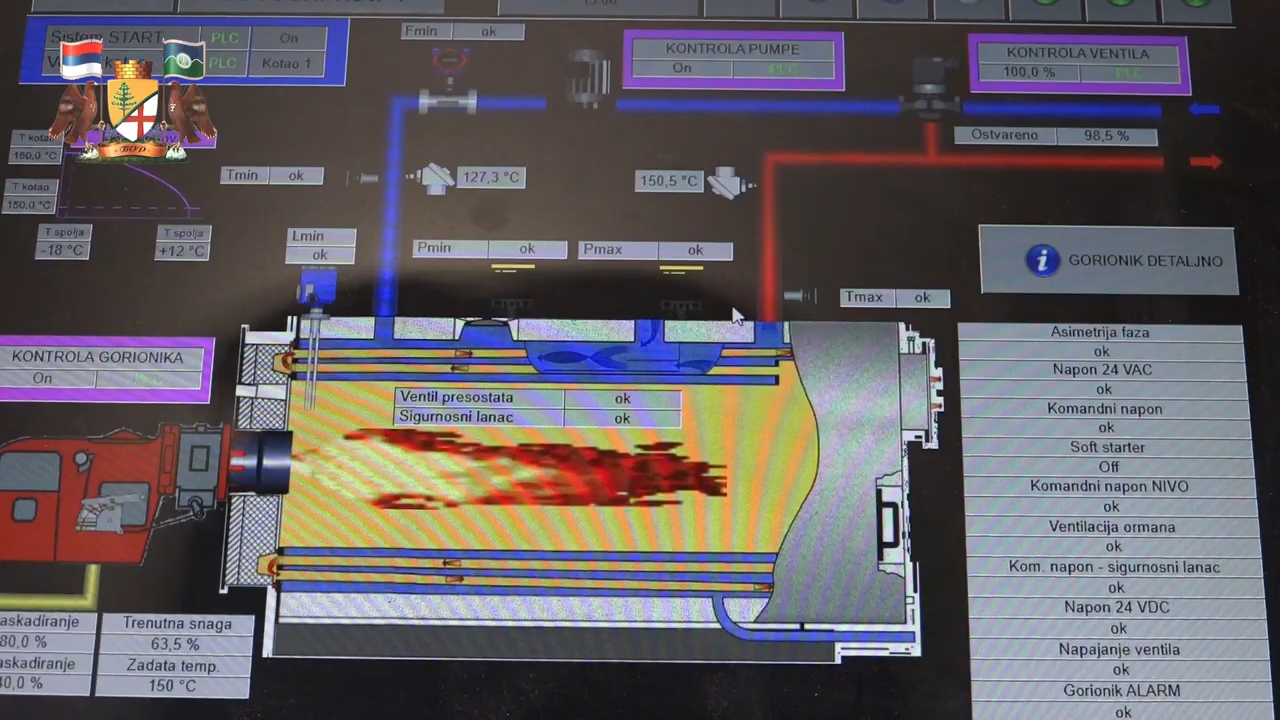 Sistem START PLC On
PLC Kotao 1
BOD
Fmin ok
KONTROLA PUMPE
On PLC
KONTROLA VENTILA
100,0 % PLC
Ostvareno 98,5 %
T kotao
150,0 °C
T kotao
150,0 °C
T spolja
-18 °C
T spolja
+12 °C
Tmin ok
127,3 °C
150,5 °C
Lmin
ok
Pmin ok
Pmax ok
Tmax ok
GORIONIK DETALJNO
KONTROLA GORIONIKA
On PLC
Ventil presostata ok
Sigurnosni lanac ok
Asimetrija faza
ok
Napon 24 VAC
ok
Komandni napon
ok
Soft starter
Off
Komandni napon NIVO
ok
Ventilacija ormana
ok
Kom. napon - sigurnosni lanac
ok
Napon 24 VDC
ok
Napajanje ventila
ok
Gorionik ALARM
ok
askadiranje
80,0 %
askadiranje
40,0 %
Trenutna snaga
63,5 %
Zadata temp.
150 °C